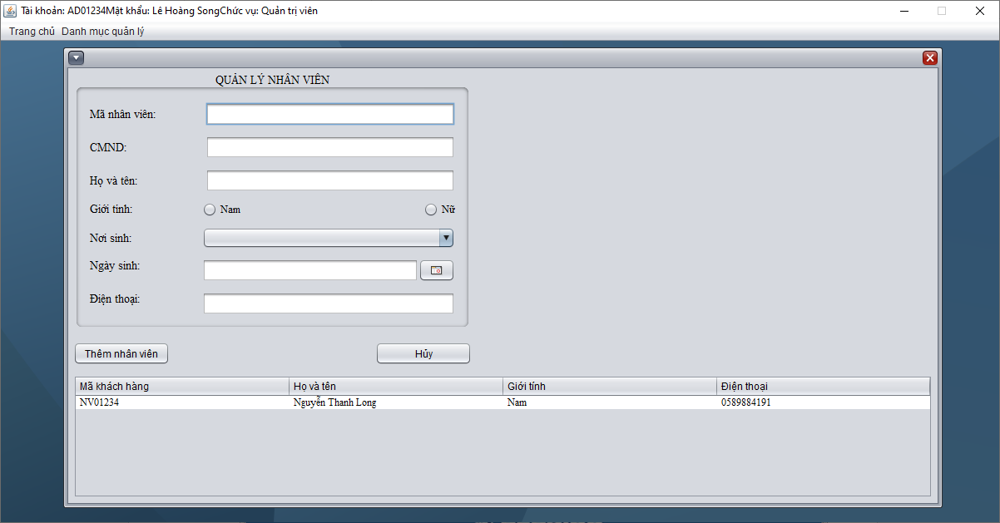 Tài khoản: AD01234Mật khẩu: Lê Hoàng SongChức vụ: Quản trị viên
Trang chủ Danh mục quản lý
QUẢN LÝ NHÂN VIÊN
Mã nhân viên:
CMND:
Họ và tên:
Giới tính: Nam Nữ
Nơi sinh:
Ngày sinh:
Điện thoại:
Thêm nhân viên Hủy
Mã khách hàng Họ và tên Giới tính Điện thoại
NV01234 Nguyễn Thanh Long Nam 0589884191